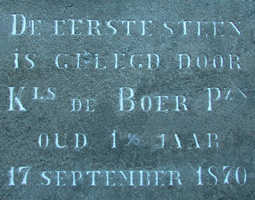 DE EERSTE STEEN
IS GELEGD DOOR
KLS DE BOER PZN
OUD 1½ JAAR
17 SEPTEMBER 1870